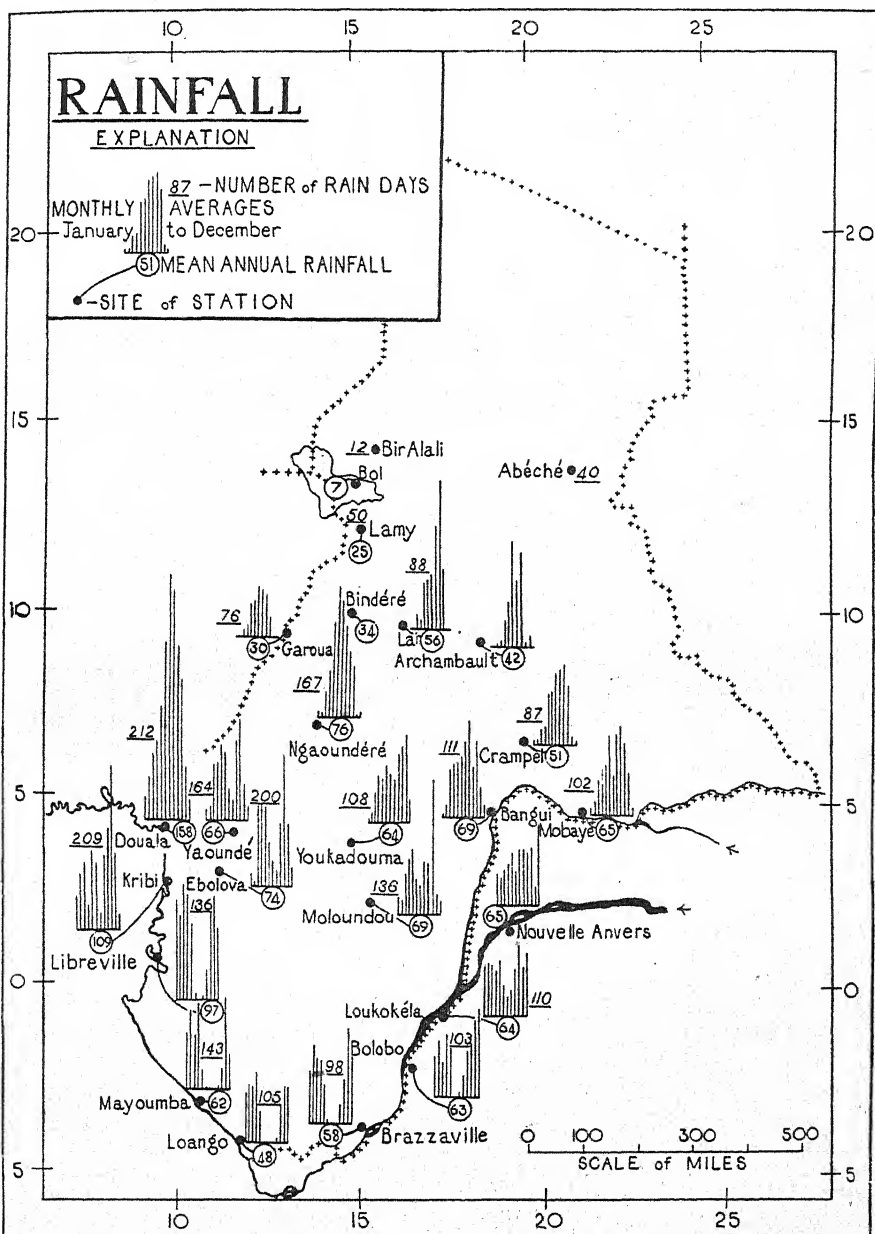 10 15 20 25
RAINFALL
EXPLANATION
87 -NUMBER of RAIN DAYS
MONTHLY AVERAGES
January to December
51 MEAN ANNUAL RAINFALL
-SITE of STATION
20 20
15 15
12 Bir Alali
Bol
7
Abéché 40
50
Lamy
25
88
10 10
76
Bindéré
34
30 Garoua
Laï 56
Archambault 42
167
76
Ngaoundéré
87
Crampel 51
212
111
164
108
102
200
5 5
Douala 158
66 Yaoundé
64
69 Bangui
Mobaye 65
209
Youkadouma
Kribi
Ebolova
74
136
Moloundou 69
65
136
109
Nouvelle Anvers
Libreville
97
0 0
Loukokéla 64
110
Bolobo
103
143
98
63
Mayoumba 62
105
58 Brazzaville
Loango
48
0 100 300 500
SCALE of MILES
5 5
10 15 20 25